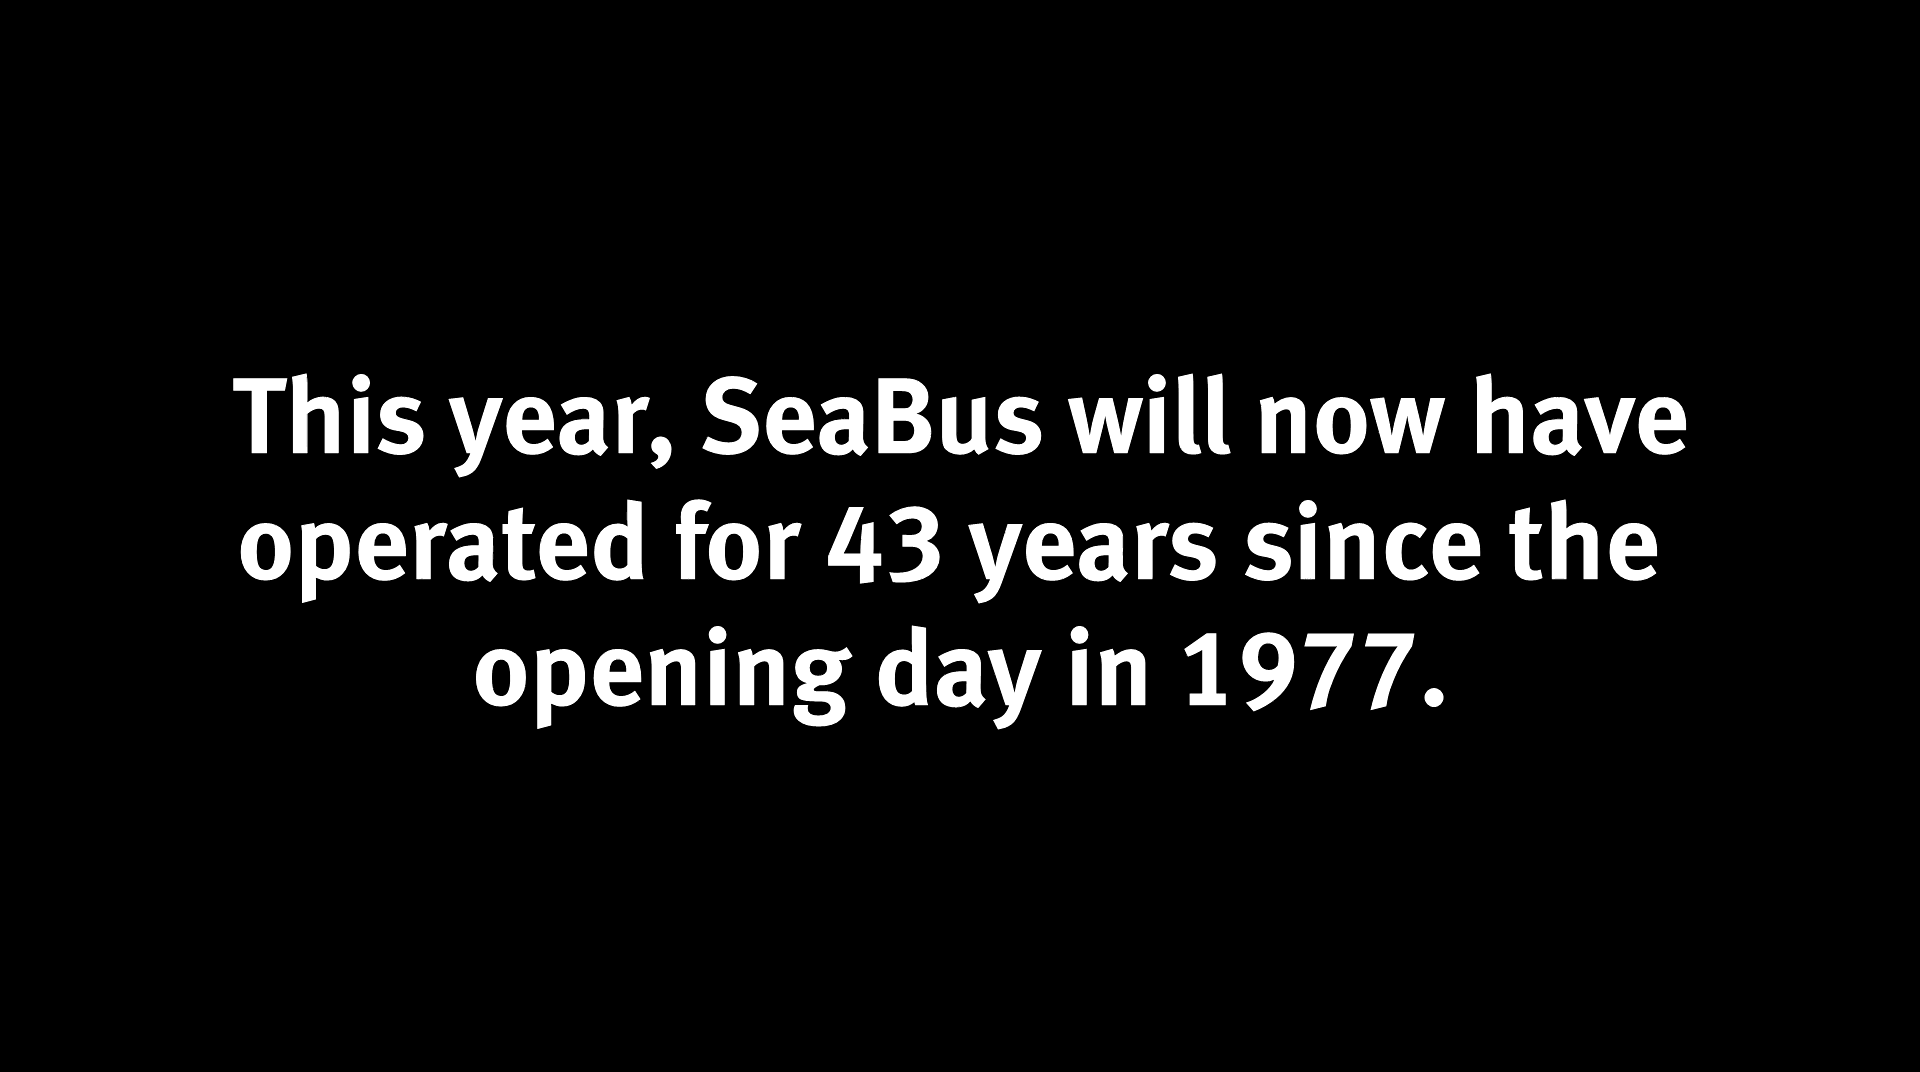 This year, SeaBus will now have
operated for 43 years since the
opening day in 1977.